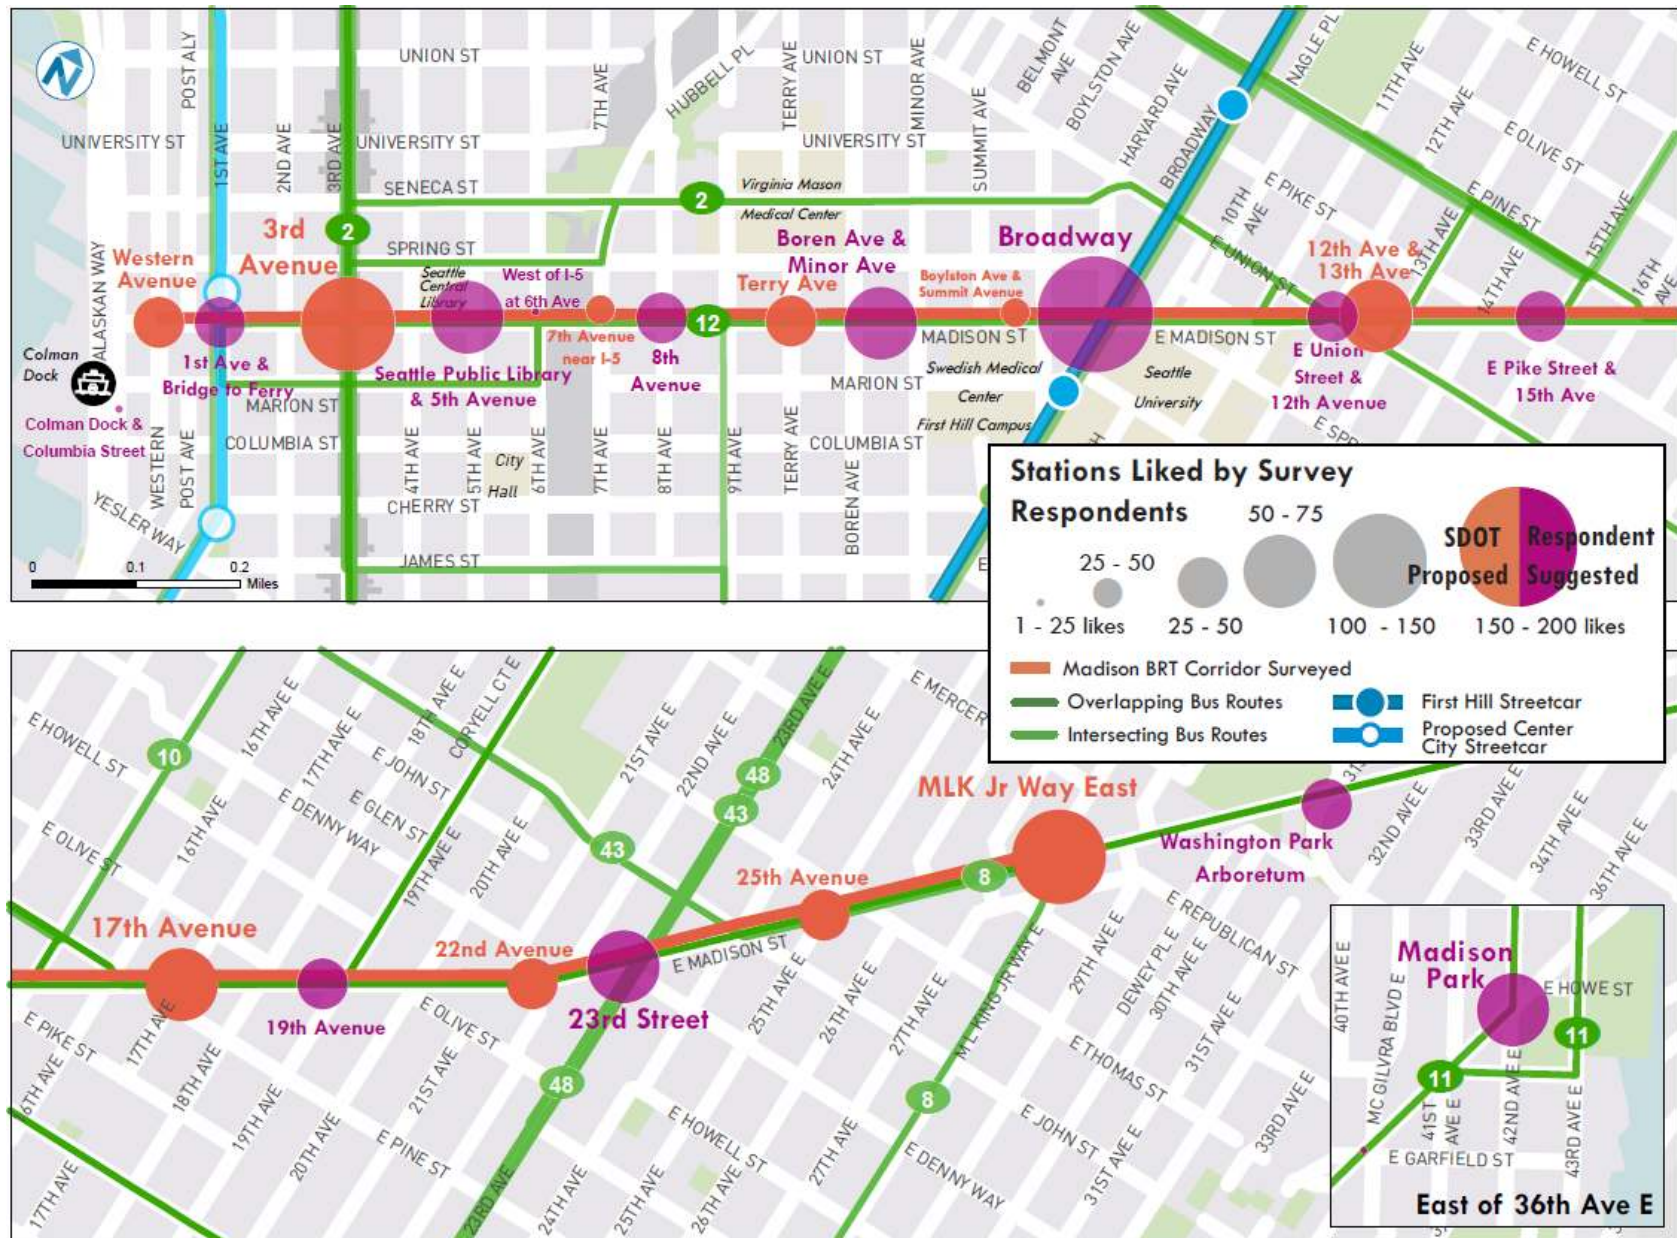 UNION ST
UNION ST
POST ALY
7TH AVE
HUBBELL PL
TERRY AVE
MINOR AVE
SUMMIT AVE
BELMONT
AVE
BOYLSTON AVE
HARVARD AVE
BROADWAY
NAGLE PL
11TH AVE
12TH AVE
E HOWELL ST
E OLIVE ST
UNIVERSITY ST
1ST AVE
2ND AVE
3RD AVE
UNIVERSITY ST
UNIVERSITY ST
SENECA ST
2
Virginia Mason
Medical Center
10TH
AVE
E PIKE ST
E PINE ST
13TH AVE
14TH AVE
15TH AVE
16TH
AVE
E UNION ST
3rd
Avenue
2
SPRING ST
Western
Avenue
ALASKAN WAY
Seattle
Central
Library
West of I-5
at 6th Ave
Boren Ave &
Minor Ave
Broadway
Terry Ave
Boylston Ave &
Summit Avenue
12th Ave &
13th Ave
12
MADISON ST
E MADISON ST
Colman
Dock
1st Ave &
Bridge to Ferry
Seattle Public Library
& 5th Avenue
7th Avenue
near I-5
8th
Avenue
MARION ST
MARION ST
Swedish Medical
Center
First Hill Campus
Seattle
University
E Union
Street &
12th Avenue
E Pike Street &
15th Ave
Colman Dock &
Columbia Street
COLUMBIA ST
COLUMBIA ST
WESTERN
POST AVE
4TH AVE
5TH AVE
City
Hall
6TH AVE
7TH AVE
8TH AVE
9TH AVE
TERRY AVE
BOREN AVE
YESLER WAY
CHERRY ST
JAMES ST
0 0.1 0.2
Miles
E SPR
Stations Liked by Survey
Respondents
50 - 75
25 - 50
SDOT
Proposed
Respondent
Suggested
1 - 25 likes
25 - 50
100 - 150
150 - 200 likes
Madison BRT Corridor Surveyed
Overlapping Bus Routes
Intersecting Bus Routes
First Hill Streetcar
Proposed Center
City Streetcar
E HOWELL ST
10
16TH AVE E
17TH AVE E
18TH AVE E
CORYELL CT E
E JOHN ST
E GLEN ST
E DENNY WAY
16TH AVE
19TH AVE E
20TH AVE E
E OLIVE ST
21ST AVE E
22ND AVE E
23RD AVE E
24TH AVE E
E MERCER
48
43
43
MLK Jr Way East
25th Avenue
8
Washington Park
Arboretum
32ND AVE E
33RD AVE E
34TH AVE E
36TH AVE E
17th Avenue
22nd Avenue
19th Avenue
23rd Street
E MADISON ST
E REPUBLICAN ST
29TH AVE E
DEWEY PL E
30TH AVE E
31ST AVE E
E PIKE ST
17TH AVE
18TH AVE
19TH AVE
20TH AVE
21ST AVE
E OLIVE ST
E PINE ST
48
25TH AVE E
26TH AVE E
27TH AVE E
M L KING JR WAY E
8
E THOMAS ST
E JOHN ST
E HOWELL ST
E DENNY WAY
31ST AVE E
33RD AVE E
17TH AVE
23RD AVE
24TH AVE
25TH AVE
26TH AVE
27TH AVE
Madison
Park
40TH AVE E
MC GILVRA BLVD E
E HOWE ST
11
11
41ST
AVE E
42ND AVE E
43RD AVE E
E GARFIELD ST
East of 36th Ave E